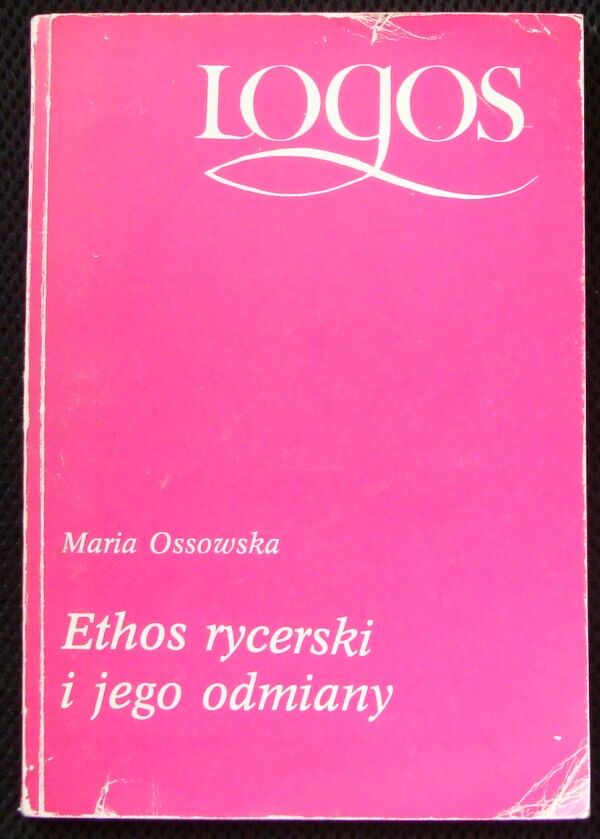 LOGOS
Maria Ossowska
Ethos rycerski
i jego odmiany